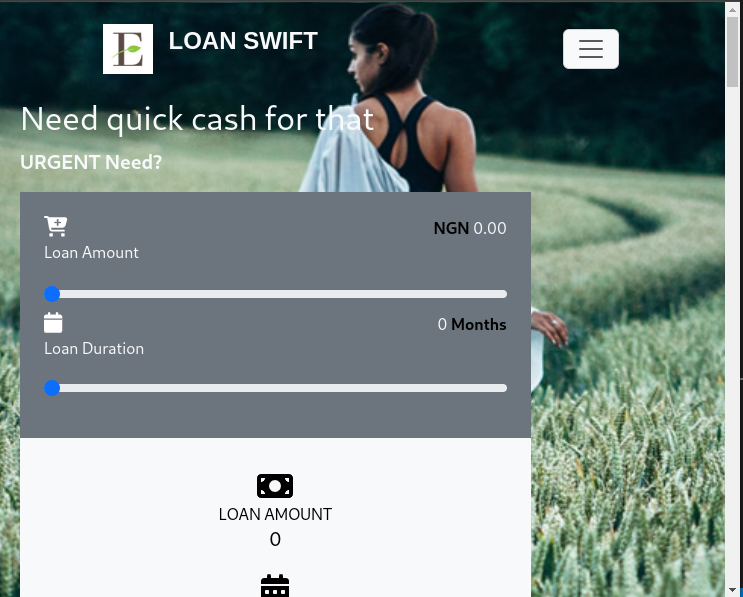 E
LOAN SWIFT
Need quick cash for that
URGENT Need?
NGN 0.00
Loan Amount
0 Months
Loan Duration
LOAN AMOUNT
0